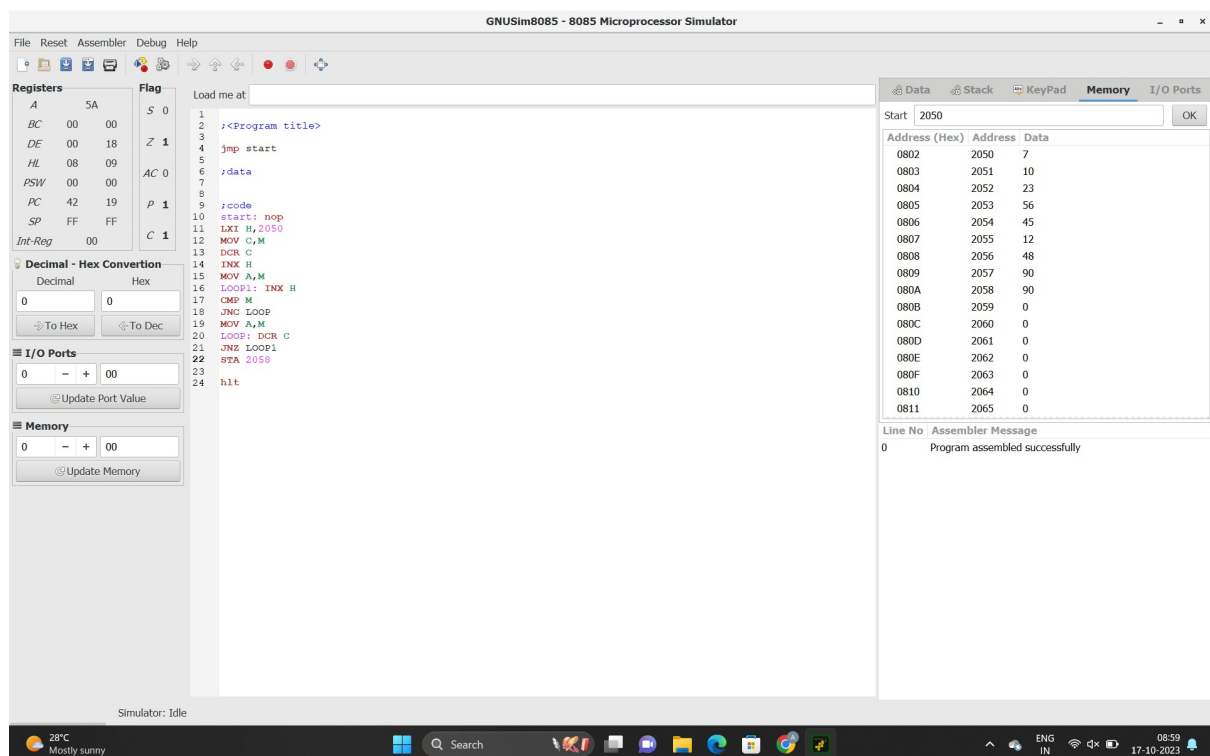 GNUSim8085 - 8085 Microprocessor Simulator
File Reset Assembler Debug Help
Registers
A 5A
BC 00 00
DE 00 18
HL 08 09
PSW 00 00
PC 42 19
SP FF FF
Int-Reg 00
Flag
S 0
Z 1
AC 0
P 1
C 1
Decimal - Hex Convertion
Decimal Hex
0 0
To Hex To Dec
I/O Ports
0 - + 00
Update Port Value
Memory
0 - + 00
Update Memory
Load me at
1
2 ;<Program title>
3
4 jmp start
5
6 ;data
7
8
9 ;code
10 start: nop
11 LXI H,2050
12 MOV C,M
13 DCR C
14 INX H
15 MOV A,M
16 LOOP1: INX H
17 CMP M
18 JNC LOOP
19 MOV A,M
20 LOOP: DCR C
21 JNZ LOOP1
22 STA 2058
23
24 hlt
Data Stack KeyPad Memory I/O Ports
Start 2050 OK
Address (Hex) Address Data
0802 2050 7
0803 2051 10
0804 2052 23
0805 2053 56
0806 2054 45
0807 2055 12
0808 2056 48
0809 2057 90
080A 2058 90
080B 2059 0
080C 2060 0
080D 2061 0
080E 2062 0
080F 2063 0
0810 2064 0
0811 2065 0
Line No Assembler Message
0 Program assembled successfully
Simulator: Idle
28°C
Mostly sunny
Search
ENG
IN
08:59
17-10-2023